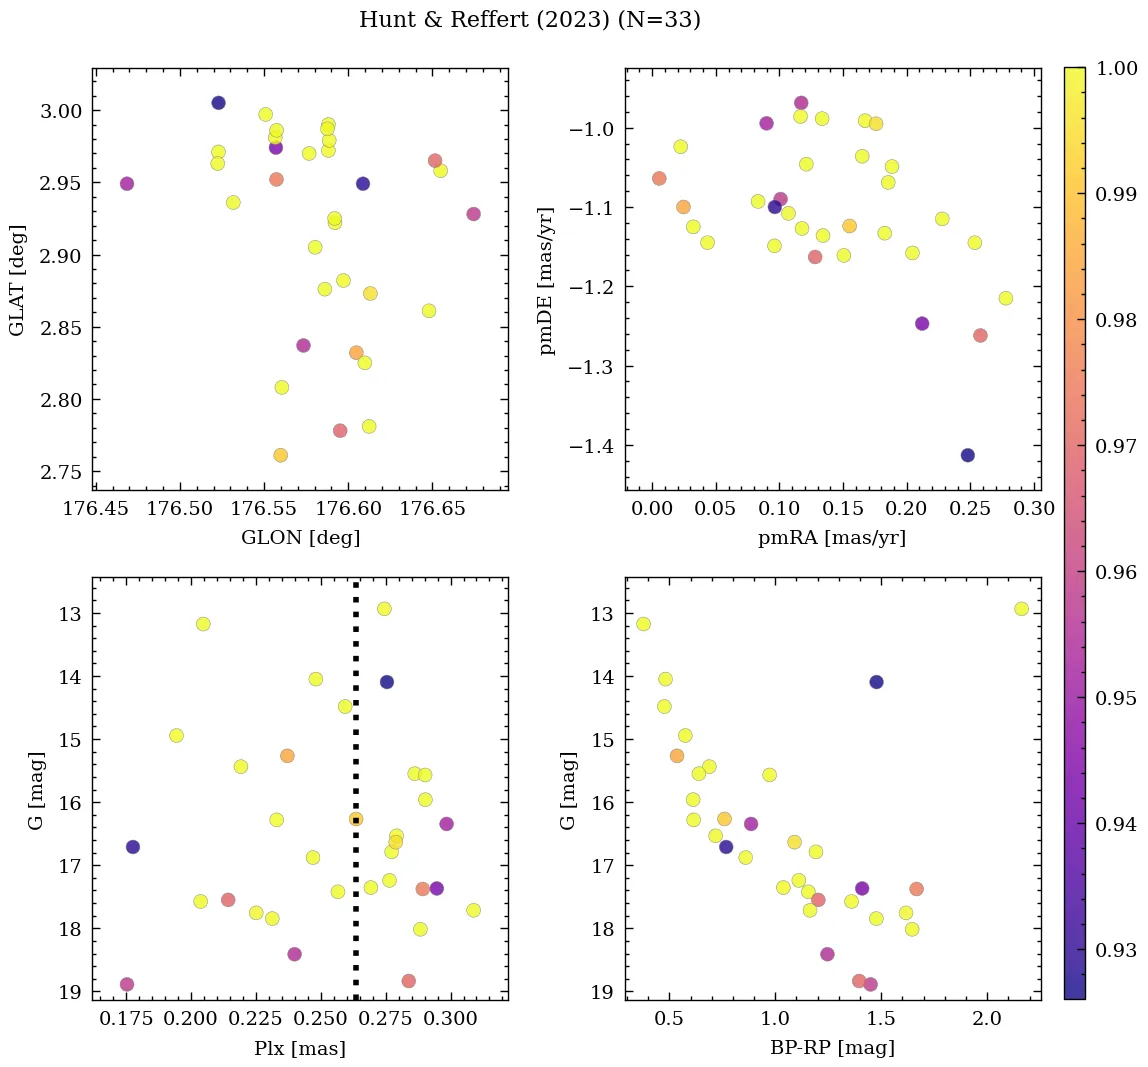 Hunt & Reffert (2023) (N=33)
3.00
2.95
2.90
2.85
2.80
2.75
GLAT [deg]
176.45 176.50 176.55 176.60 176.65
GLON [deg]
−1.0
−1.1
−1.2
−1.3
−1.4
pmDE [mas/yr]
0.00 0.05 0.10 0.15 0.20 0.25 0.30
pmRA [mas/yr]
13
14
15
16
17
18
19
G [mag]
0.175 0.200 0.225 0.250 0.275 0.300
Plx [mas]
13
14
15
16
17
18
19
G [mag]
0.5 1.0 1.5 2.0
BP-RP [mag]
1.00
0.99
0.98
0.97
0.96
0.95
0.94
0.93